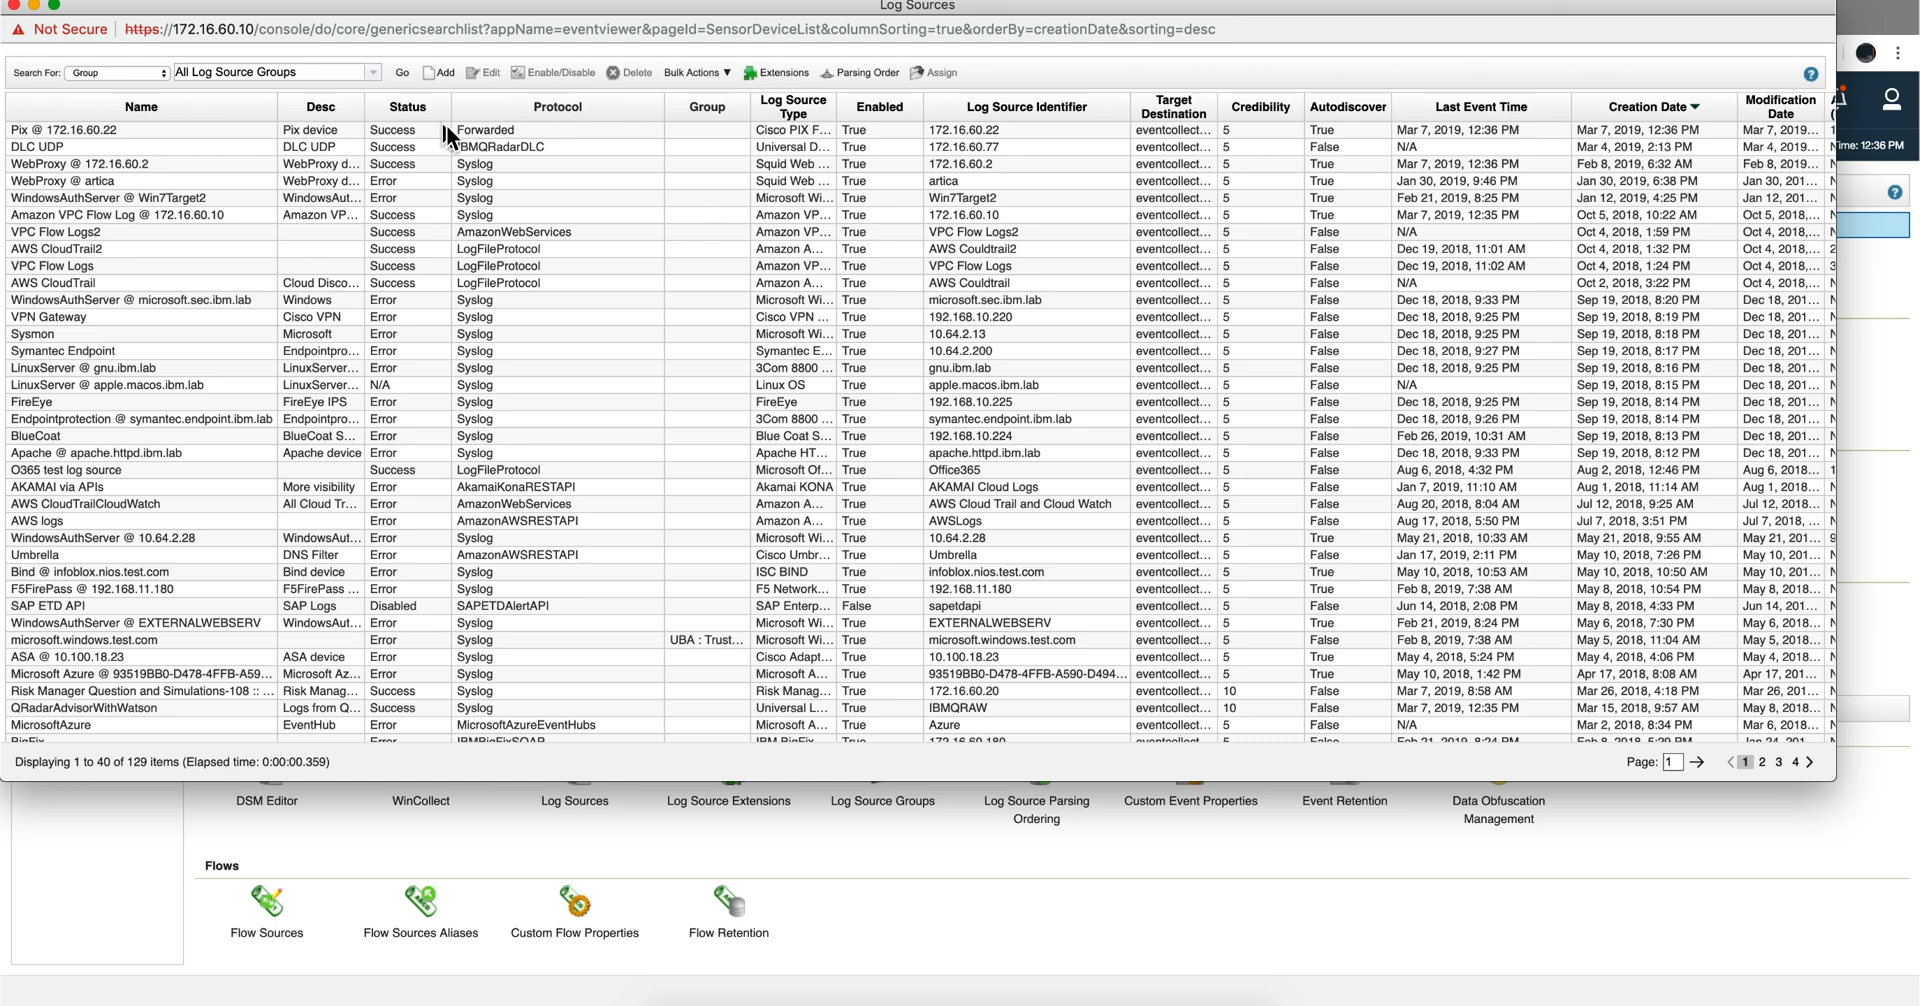 Log Sources
Not Secure https://172.16.60.10/console/do/core/genericsearchlist?appName=eventviewer&pageId=SensorDeviceList&columnSorting=true&orderBy=creationDate&sorting=desc
Search For: Group All Log Source Groups Go Add Edit Enable/Disable Delete Bulk Actions ▼ Extensions Parsing Order Assign
Name Desc Status Protocol Group Log Source Type Enabled Log Source Identifier Target Destination Credibility Autodiscover Last Event Time Creation Date Modification Date
Pix @ 172.16.60.22 Pix device Success Forwarded Cisco PIX F... True 172.16.60.22 eventcollect... 5 True Mar 7, 2019, 12:36 PM Mar 7, 2019, 12:36 PM Mar 7, 2019...
DLC UDP DLC UDP Success IBMQRadarDLC Universal D... True 172.16.60.77 eventcollect... 5 False N/A Mar 4, 2019, 2:13 PM Mar 4, 2019...
Time: 12:36 PM
WebProxy @ 172.16.60.2 WebProxy d... Success Syslog Squid Web ... True 172.16.60.2 eventcollect... 5 True Mar 7, 2019, 12:36 PM Feb 8, 2019, 6:32 AM Feb 8, 2019...
WebProxy @ artica WebProxy d... Error Syslog Squid Web ... True artica eventcollect... 5 True Jan 30, 2019, 9:46 PM Jan 30, 2019, 6:38 PM Jan 30, 201...
WindowsAuthServer @ Win7Target2 WindowsAut... Error Syslog Microsoft Wi... True Win7Target2 eventcollect... 5 True Feb 21, 2019, 8:25 PM Jan 12, 2019, 4:25 PM Jan 12, 201...
Amazon VPC Flow Log @ 172.16.60.10 Amazon VP... Success Syslog Amazon VP... True 172.16.60.10 eventcollect... 5 True Mar 7, 2019, 12:35 PM Oct 5, 2018, 10:22 AM Oct 5, 2018,...
VPC Flow Logs2 Success AmazonWebServices Amazon VP... True VPC Flow Logs2 eventcollect... 5 False N/A Oct 4, 2018, 1:59 PM Oct 4, 2018,...
AWS CloudTrail2 Success LogFileProtocol Amazon A... True AWS Couldtrail2 eventcollect... 5 False Dec 19, 2018, 11:01 AM Oct 4, 2018, 1:32 PM Oct 4, 2018,...
VPC Flow Logs Success LogFileProtocol Amazon VP... True VPC Flow Logs eventcollect... 5 False Dec 19, 2018, 11:02 AM Oct 4, 2018, 1:24 PM Oct 4, 2018,...
AWS CloudTrail Cloud Disco... Success LogFileProtocol Amazon A... True AWS Couldtrail eventcollect... 5 False N/A Oct 2, 2018, 3:22 PM Oct 4, 2018,...
WindowsAuthServer @ microsoft.sec.ibm.lab Windows Error Syslog Microsoft Wi... True microsoft.sec.ibm.lab eventcollect... 5 False Dec 18, 2018, 9:33 PM Sep 19, 2018, 8:20 PM Dec 18, 201...
VPN Gateway Cisco VPN Error Syslog Cisco VPN ... True 192.168.10.220 eventcollect... 5 False Dec 18, 2018, 9:25 PM Sep 19, 2018, 8:19 PM Dec 18, 201...
Sysmon Microsoft Error Syslog Microsoft Wi... True 10.64.2.13 eventcollect... 5 False Dec 18, 2018, 9:25 PM Sep 19, 2018, 8:18 PM Dec 18, 201...
Symantec Endpoint Endpointpro... Error Syslog Symantec E... True 10.64.2.200 eventcollect... 5 False Dec 18, 2018, 9:27 PM Sep 19, 2018, 8:17 PM Dec 18, 201...
LinuxServer @ gnu.ibm.lab LinuxServer... Error Syslog 3Com 8800 ... True gnu.ibm.lab eventcollect... 5 False Dec 18, 2018, 9:25 PM Sep 19, 2018, 8:16 PM Dec 18, 201...
LinuxServer @ apple.macos.ibm.lab LinuxServer... N/A Syslog Linux OS True apple.macos.ibm.lab eventcollect... 5 False N/A Sep 19, 2018, 8:15 PM Dec 18, 201...
FireEye FireEye IPS Error Syslog FireEye True 192.168.10.225 eventcollect... 5 False Dec 18, 2018, 9:25 PM Sep 19, 2018, 8:14 PM Dec 18, 201...
Endpointprotection @ symantec.endpoint.ibm.lab Endpointpro... Error Syslog 3Com 8800 ... True symantec.endpoint.ibm.lab eventcollect... 5 False Dec 18, 2018, 9:26 PM Sep 19, 2018, 8:14 PM Dec 18, 201...
BlueCoat BlueCoat S... Error Syslog Blue Coat S... True 192.168.10.224 eventcollect... 5 False Feb 26, 2019, 10:31 AM Sep 19, 2018, 8:13 PM Dec 18, 201...
Apache @ apache.httpd.ibm.lab Apache device Error Syslog Apache HT... True apache.httpd.ibm.lab eventcollect... 5 False Dec 18, 2018, 9:33 PM Sep 19, 2018, 8:12 PM Dec 18, 201...
O365 test log source Success LogFileProtocol Microsoft Of... True Office365 eventcollect... 5 False Aug 6, 2018, 4:32 PM Aug 2, 2018, 12:46 PM Aug 6, 2018...
AKAMAI via APIs More visibility Error AkamaiKonaRESTAPI Akamai KONA True AKAMAI Cloud Logs eventcollect... 5 False Jan 7, 2019, 11:10 AM Aug 1, 2018, 11:14 AM Aug 1, 2018...
AWS CloudTrailCloudWatch All Cloud Tr... Error AmazonWebServices Amazon A... True AWS Cloud Trail and Cloud Watch eventcollect... 5 False Aug 20, 2018, 8:04 AM Jul 12, 2018, 9:25 AM Jul 12, 2018...
AWS logs Error AmazonAWSRESTAPI Amazon A... True AWSLogs eventcollect... 5 False Aug 17, 2018, 5:50 PM Jul 7, 2018, 3:51 PM Jul 7, 2018, ...
WindowsAuthServer @ 10.64.2.28 WindowsAut... Error Syslog Microsoft Wi... True 10.64.2.28 eventcollect... 5 True May 21, 2018, 10:33 AM May 21, 2018, 9:55 AM May 21, 201...
Umbrella DNS Filter Error AmazonAWSRESTAPI Cisco Umbr... True Umbrella eventcollect... 5 False Jan 17, 2019, 2:11 PM May 10, 2018, 7:26 PM May 10, 201...
Bind @ infoblox.nios.test.com Bind device Error Syslog ISC BIND True infoblox.nios.test.com eventcollect... 5 True May 10, 2018, 10:53 AM May 10, 2018, 10:50 AM May 10, 201...
F5FirePass @ 192.168.11.180 F5FirePass ... Error Syslog F5 Network... True 192.168.11.180 eventcollect... 5 True Feb 8, 2019, 7:38 AM May 8, 2018, 10:54 PM May 8, 2018...
SAP ETD API SAP Logs Disabled SAPETDAlertAPI SAP Enterp... False sapetdapi eventcollect... 5 False Jun 14, 2018, 2:08 PM May 8, 2018, 4:33 PM Jun 14, 201...
WindowsAuthServer @ EXTERNALWEBSERV WindowsAut... Error Syslog Microsoft Wi... True EXTERNALWEBSERV eventcollect... 5 True Feb 21, 2019, 8:24 PM May 6, 2018, 7:30 PM May 6, 2018...
microsoft.windows.test.com Error Syslog UBA : Trust... Microsoft Wi... True microsoft.windows.test.com eventcollect... 5 False Feb 8, 2019, 7:38 AM May 5, 2018, 11:04 AM May 5, 2018...
ASA @ 10.100.18.23 ASA device Error Syslog Cisco Adapt... True 10.100.18.23 eventcollect... 5 True May 4, 2018, 5:24 PM May 4, 2018, 4:06 PM May 4, 2018...
Microsoft Azure @ 93519BB0-D478-4FFB-A59... Microsoft Az... Error Syslog Microsoft A... True 93519BB0-D478-4FFB-A590-D494... eventcollect... 5 True May 10, 2018, 1:42 PM Apr 17, 2018, 8:08 AM Apr 17, 201...
Risk Manager Question and Simulations-108 :: ... Risk Manag... Success Syslog Risk Manag... True 172.16.60.20 eventcollect... 10 False Mar 7, 2019, 8:58 AM Mar 26, 2018, 4:18 PM Mar 26, 201...
QRadarAdvisorWithWatson Logs from Q... Success Syslog Universal L... True IBMQRAW eventcollect... 10 False Mar 7, 2019, 12:35 PM Mar 15, 2018, 9:57 AM May 8, 2018...
MicrosoftAzure EventHub Error MicrosoftAzureEventHubs Microsoft A... True Azure eventcollect... 5 False N/A Mar 2, 2018, 8:34 PM Mar 6, 2018...
BigFix Error IBMBigFixSOAP IBM BigFix True 172.16.60.180 eventcollect... 5 False Feb 21, 2019, 8:24 PM Feb 8, 2018, 5:29 PM Jan 24, 201...
Displaying 1 to 40 of 129 items (Elapsed time: 0:00:00.359) Page: 1 1 2 3 4
DSM Editor WinCollect Log Sources Log Source Extensions Log Source Groups Log Source Parsing Ordering Custom Event Properties Event Retention Data Obfuscation Management
Flows
Flow Sources Flow Sources Aliases Custom Flow Properties Flow Retention